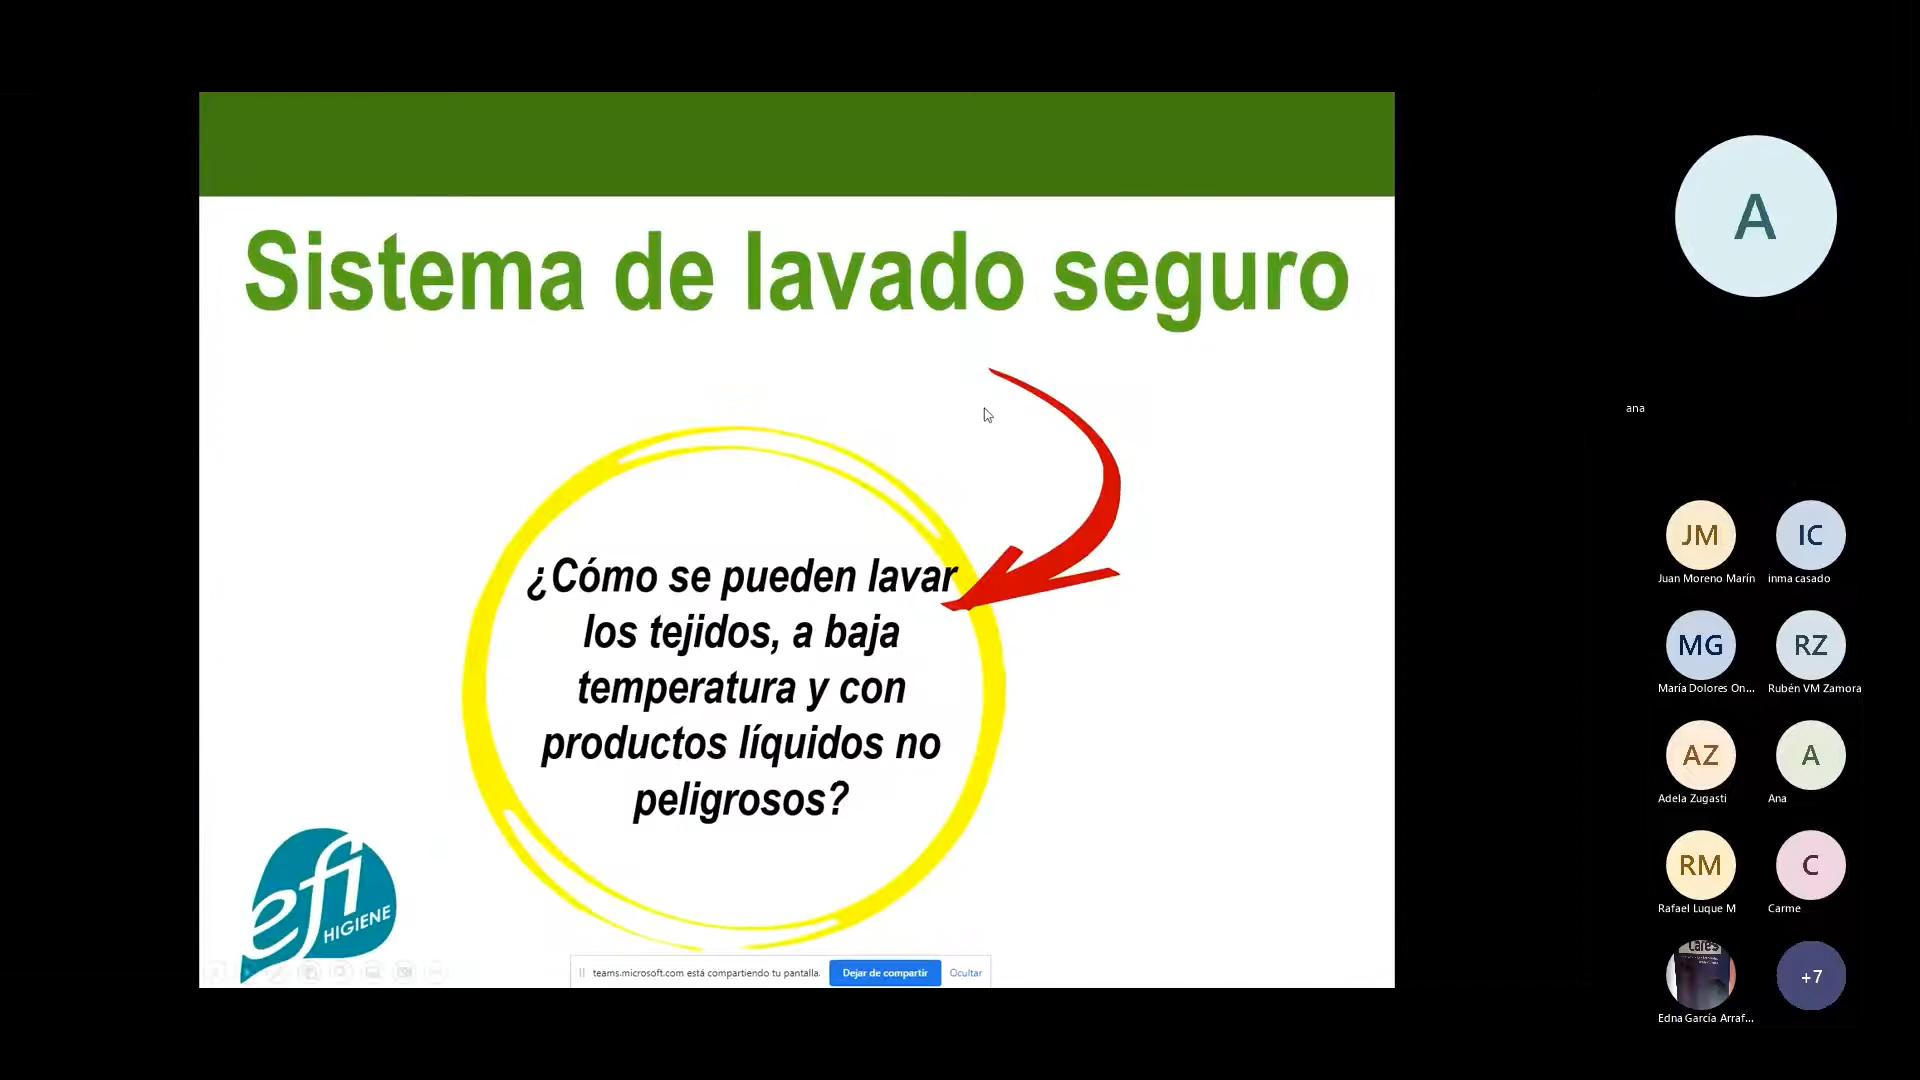 Sistema de lavado seguro
¿Cómo se pueden lavar
los tejidos, a baja
temperatura y con
productos líquidos no
peligrosos?
efi
HIGIENE
teams.microsoft.com está compartiendo tu pantalla.
Dejar de compartir
Ocultar
A
ana
JM
IC
Juan Moreno Marín
inma casado
MG
RZ
María Dolores On...
Rubén VM Zamora
AZ
A
Adela Zugasti
Ana
RM
C
Rafael Luque M
Carme
+7
Edna García Arraf...